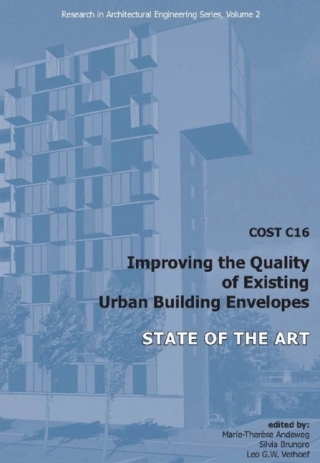 Research in Architectural Engineering Series, Volume 2
COST C16
Improving the Quality
of Existing
Urban Building Envelopes
STATE OF THE ART
edited by:
Marie-Therèse Andeweg
Silvia Brunoro
Leo G.W. Verhoef